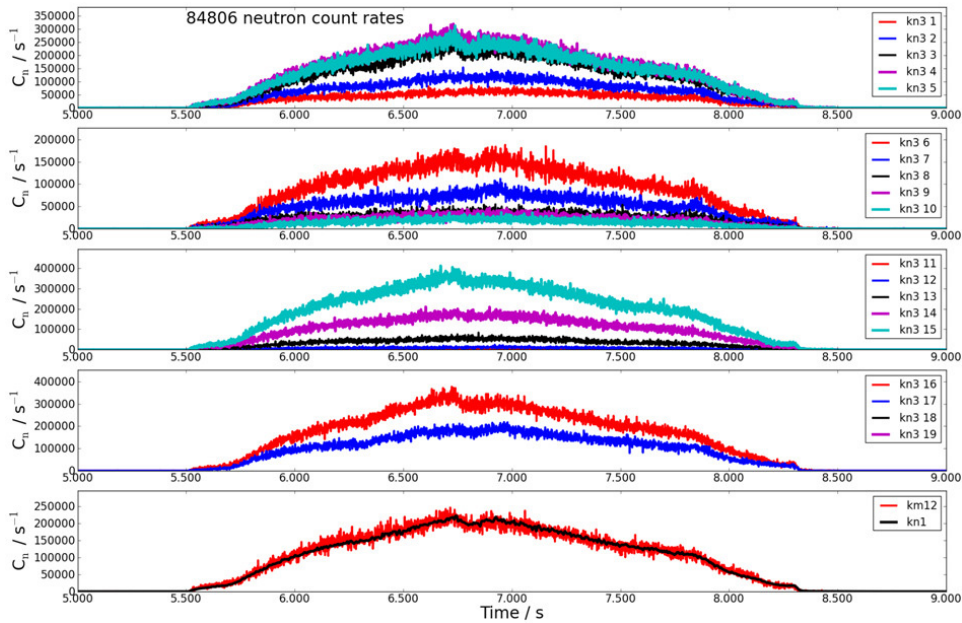 84806 neutron count rates
350000
300000
250000
200000
150000
100000
50000
0
Cₙ / s⁻¹
kn3 1
kn3 2
kn3 3
kn3 4
kn3 5
5.000 5.500 6.000 6.500 7.000 7.500 8.000 8.500 9.000
200000
150000
100000
50000
0
Cₙ / s⁻¹
kn3 6
kn3 7
kn3 8
kn3 9
kn3 10
5.000 5.500 6.000 6.500 7.000 7.500 8.000 8.500 9.000
400000
300000
200000
100000
0
Cₙ / s⁻¹
kn3 11
kn3 12
kn3 13
kn3 14
kn3 15
5.000 5.500 6.000 6.500 7.000 7.500 8.000 8.500 9.000
400000
300000
200000
100000
0
Cₙ / s⁻¹
kn3 16
kn3 17
kn3 18
kn3 19
5.000 5.500 6.000 6.500 7.000 7.500 8.000 8.500 9.000
250000
200000
150000
100000
50000
0
Cₙ / s⁻¹
km12
kn1
5.000 5.500 6.000 6.500 7.000 7.500 8.000 8.500 9.000
Time / s